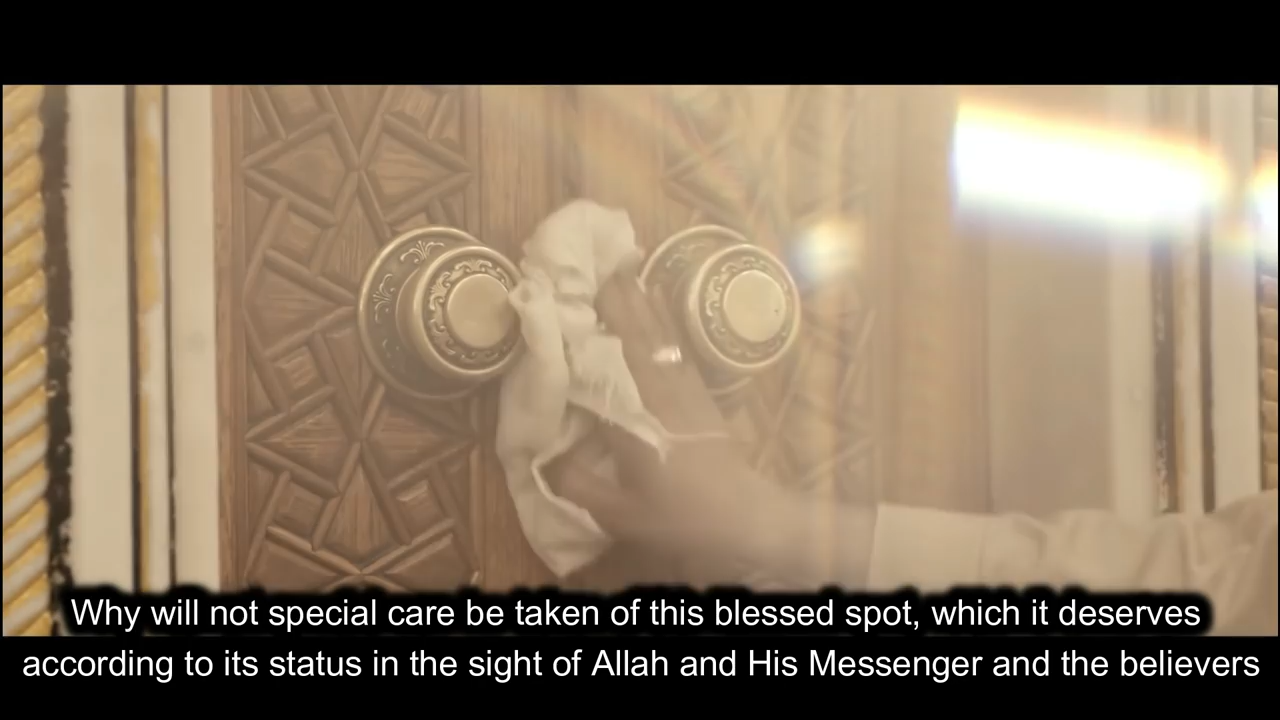 Why will not special care be taken of this blessed spot, which it deserves
according to its status in the sight of Allah and His Messenger and the believers